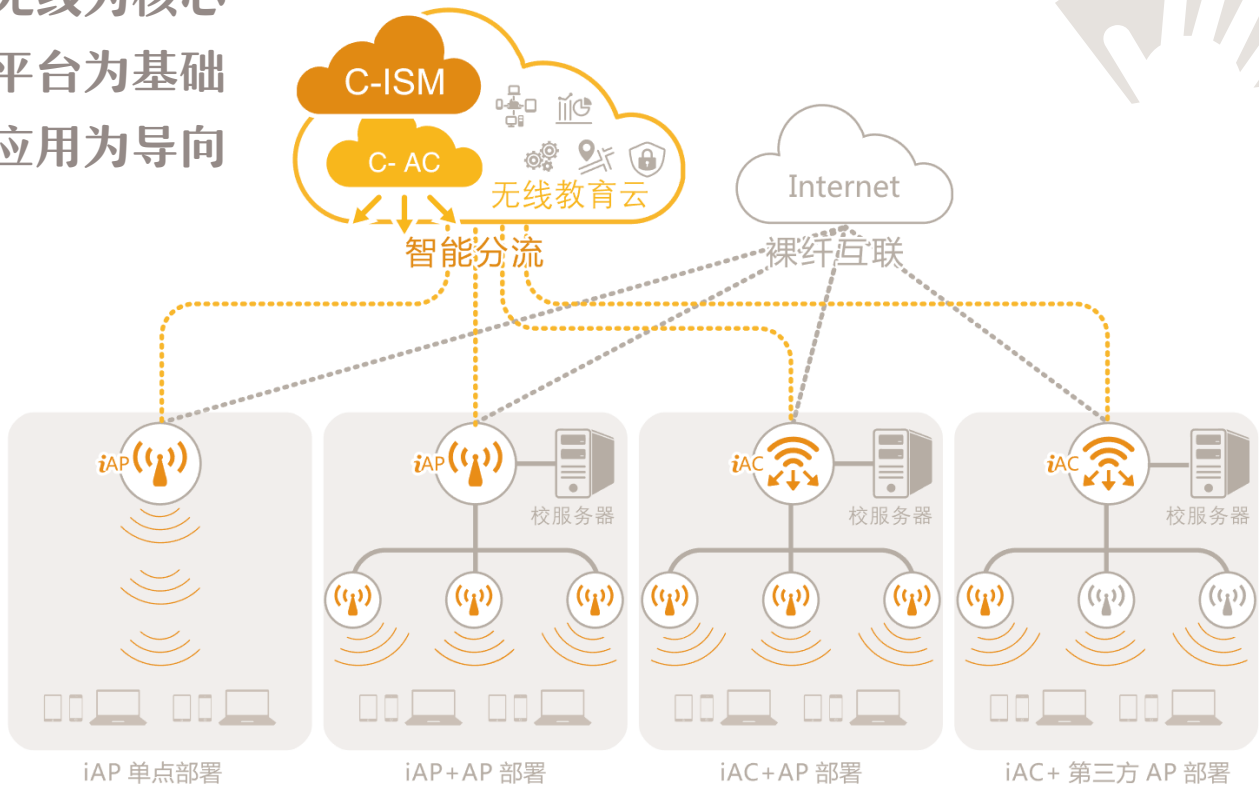 无线为核心
平台为基础
应用为导向
C-ISM
C- AC
无线教育云
智能分流
Internet
裸纤互联
iAP
iAP
校服务器
iAC
校服务器
iAC
校服务器
iAP 单点部署
iAP+AP 部署
iAC+AP 部署
iAC+ 第三方 AP 部署